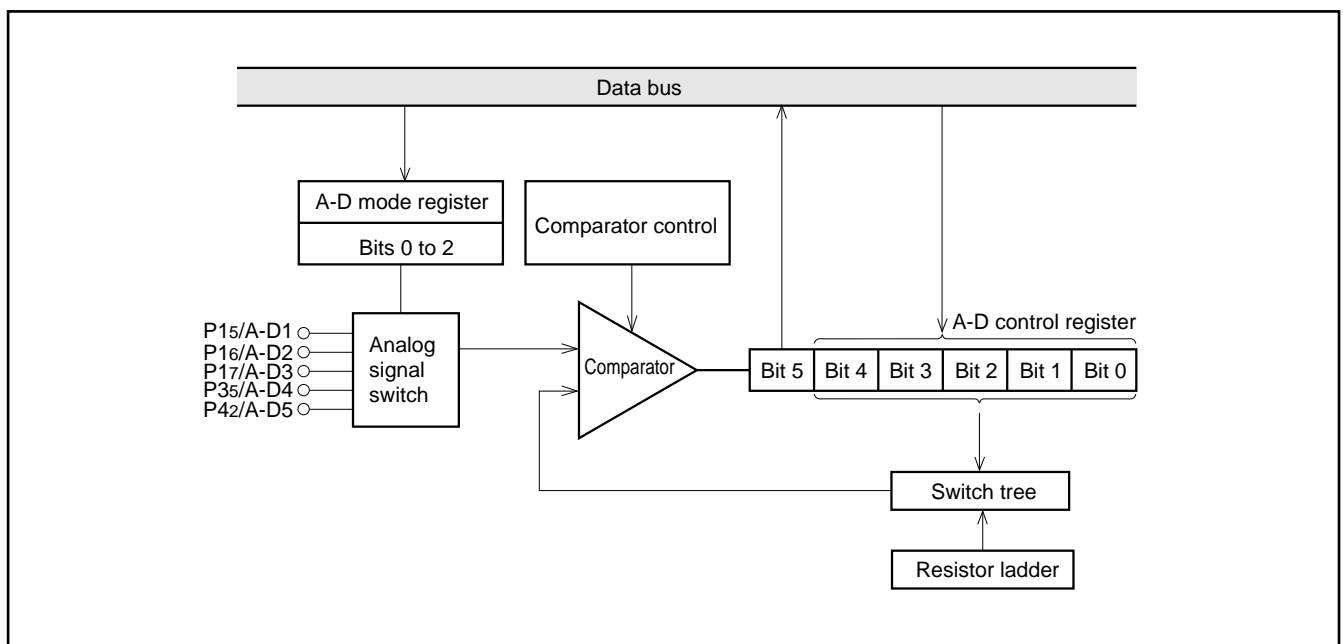 Data bus
A-D mode register
Bits 0 to 2
Comparator control
P15/A-D1
P16/A-D2
P17/A-D3
P35/A-D4
P42/A-D5
Analog
signal
switch
Comparator
A-D control register
Bit 5 Bit 4 Bit 3 Bit 2 Bit 1 Bit 0
Switch tree
Resistor ladder